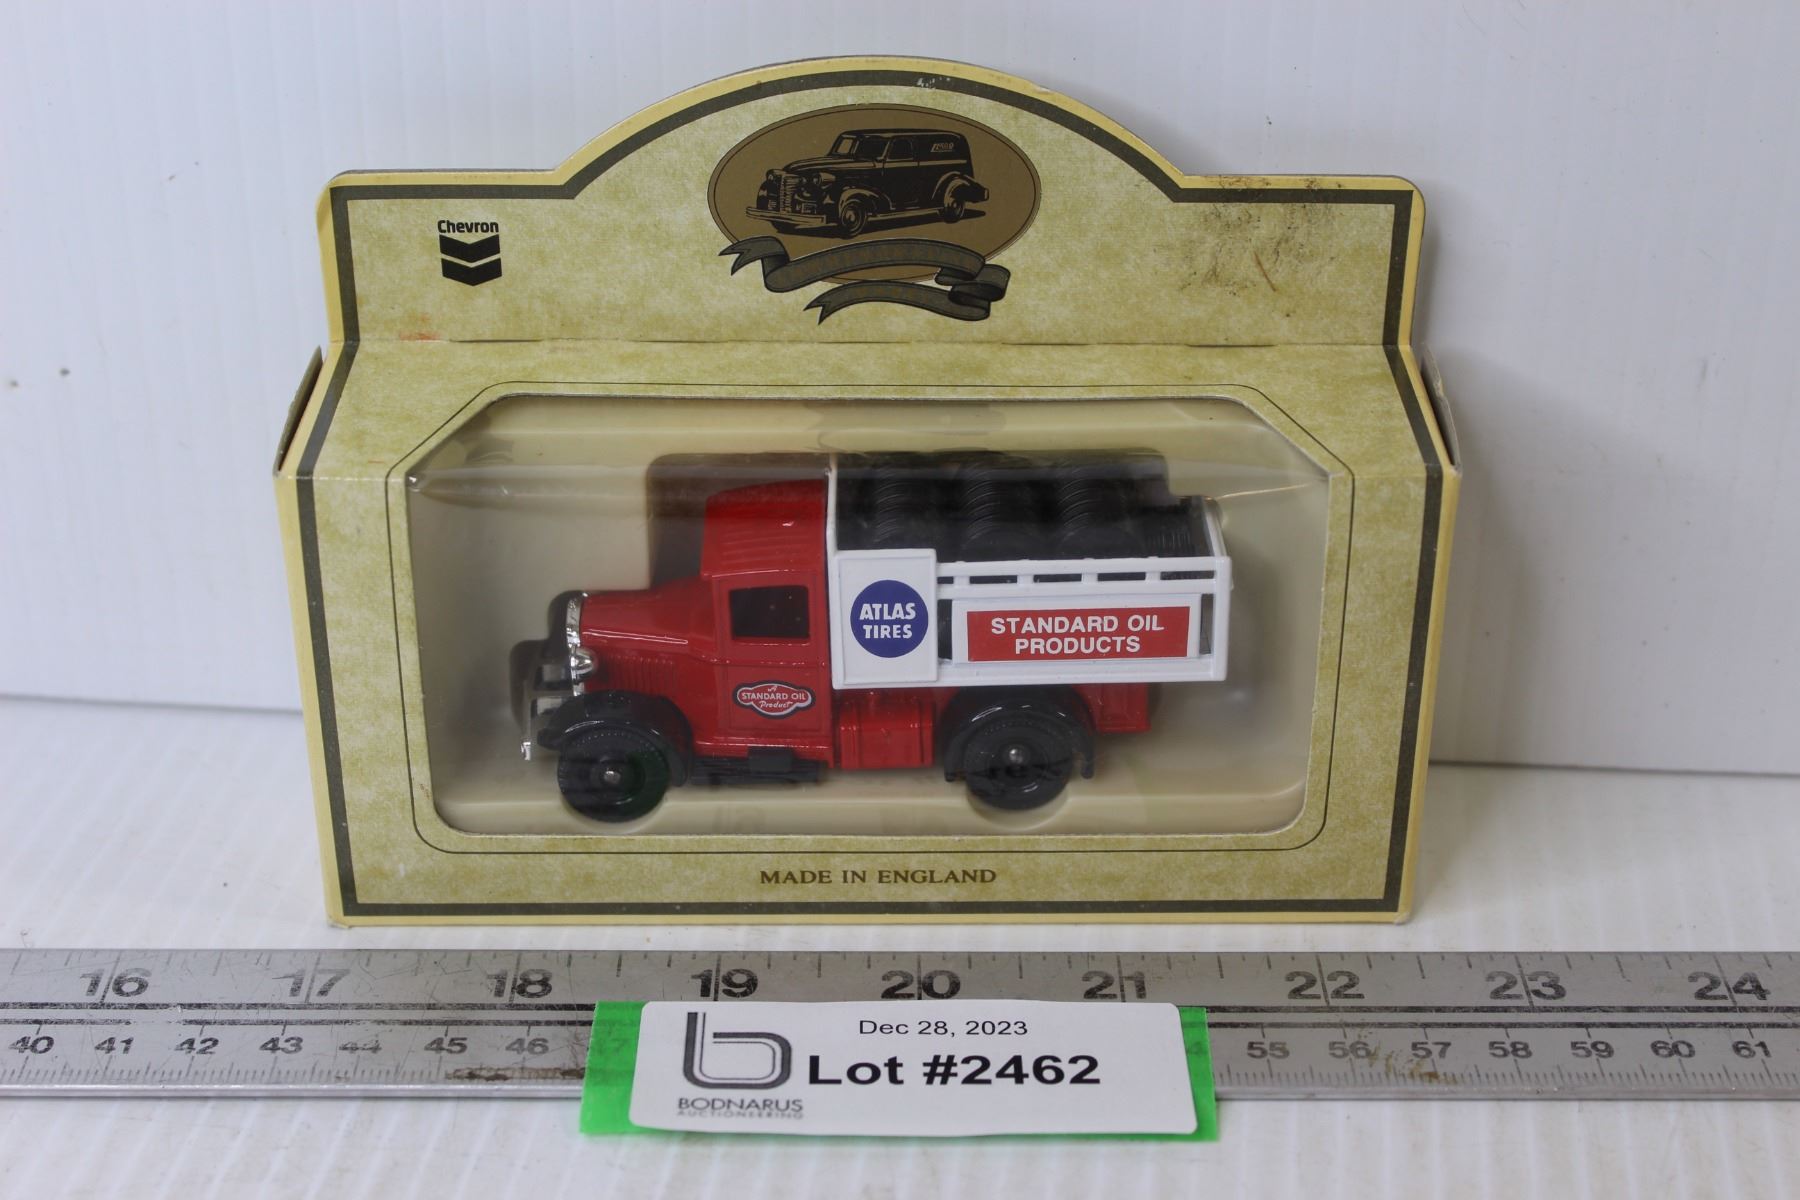 Chevron
ATLAS
TIRES
STANDARD OIL
PRODUCTS
A
STANDARD OIL
Product
MADE IN ENGLAND
16 17 18 19 20 21 22 23 24
40 41 42 43 44 45 46 55 56 57 58 59 60 61
Dec 28, 2023
Lot #2462
b
BODNARUS
AUCTIONEERING